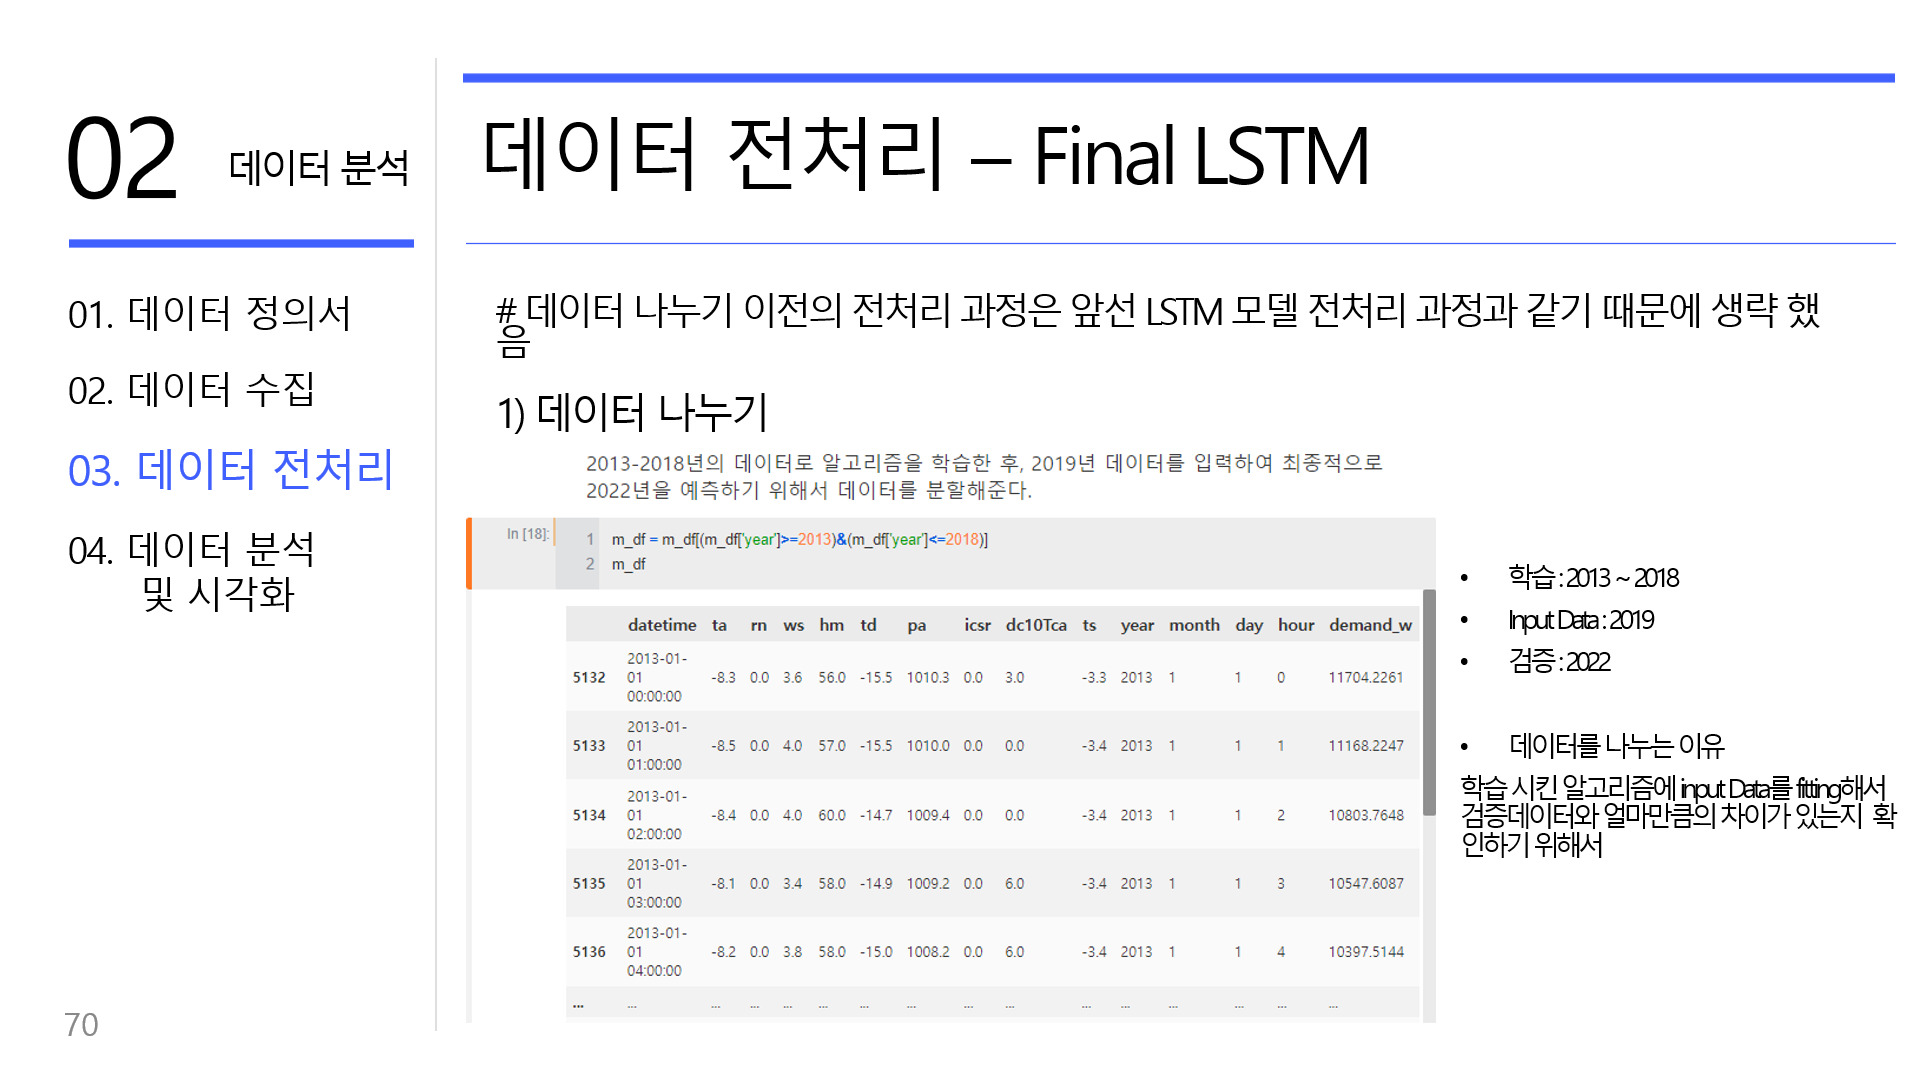 02 데이터 분석
01. 데이터 정의서
02. 데이터 수집
03. 데이터 전처리
04. 데이터 분석
및 시각화
70
데이터 전처리 – Final LSTM
# 데이터 나누기 이전의 전처리 과정은 앞선 LSTM 모델 전처리 과정과 같기 때문에 생략 했
음
1) 데이터 나누기
2013-2018년의 데이터로 알고리즘을 학습한 후, 2019년 데이터를 입력하여 최종적으로
2022년을 예측하기 위해서 데이터를 분할해준다.
In [18]:
1 m_df = m_df[(m_df['year']>=2013)&(m_df['year']<=2018)]
2 m_df
datetime ta rn ws hm td pa icsr dc10Tca ts year month day hour demand_w
2013-01-
5132 01 -8.3 0.0 3.6 56.0 -15.5 1010.3 0.0 3.0 -3.3 2013 1 1 0 11704.2261
00:00:00
2013-01-
5133 01 -8.5 0.0 4.0 57.0 -15.5 1010.0 0.0 0.0 -3.4 2013 1 1 1 11168.2247
01:00:00
2013-01-
5134 01 -8.4 0.0 4.0 60.0 -14.7 1009.4 0.0 0.0 -3.4 2013 1 1 2 10803.7648
02:00:00
2013-01-
5135 01 -8.1 0.0 3.4 58.0 -14.9 1009.2 0.0 6.0 -3.4 2013 1 1 3 10547.6087
03:00:00
2013-01-
5136 01 -8.2 0.0 3.8 58.0 -15.0 1008.2 0.0 6.0 -3.4 2013 1 1 4 10397.5144
04:00:00
... ... ... ... ... ... ... ... ... ... ... ... ... ... ... ...
• 학습 : 2013 ~ 2018
• Input Data : 2019
• 검증 : 2022
• 데이터를 나누는 이유
학습 시킨 알고리즘에 input Data를 fitting해서
검증데이터와 얼마만큼의 차이가 있는지 확
인하기 위해서